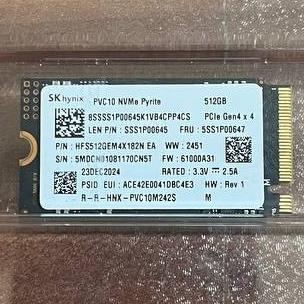 SK hynix PVC10 NVMe Pyrite 512GB
8SSSS1P00645K1VB4CPP4CS PCIe Gen4 x 4
LEN P/N : SSS1P00645 FRU : 5SS1P00647
P/N : HFS512GEM4X182N EA WW : 2451
S/N : 5MDCN01081170CN5T FW : 61000A31
23DEC2024 RATED : 3.3V ⎓ 2.5A
PSID EUI : ACE42E0041DBC4E3 HW : Rev 1
R-R-HNX-PVC10M242S M